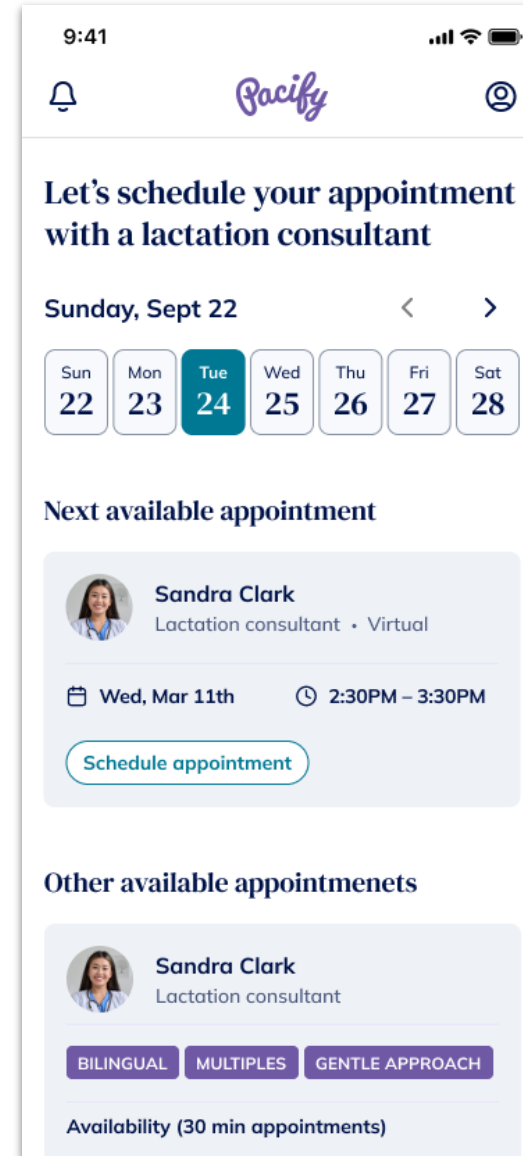 9:41
Pacify
Let's schedule your appointment
with a lactation consultant
Sunday, Sept 22
Sun Mon Tue Wed Thu Fri Sat
22 23 24 25 26 27 28
Next available appointment
Sandra Clark
Lactation consultant • Virtual
Wed, Mar 11th 2:30PM – 3:30PM
Schedule appointment
Other available appointmenets
Sandra Clark
Lactation consultant
BILINGUAL MULTIPLES GENTLE APPROACH
Availability (30 min appointments)